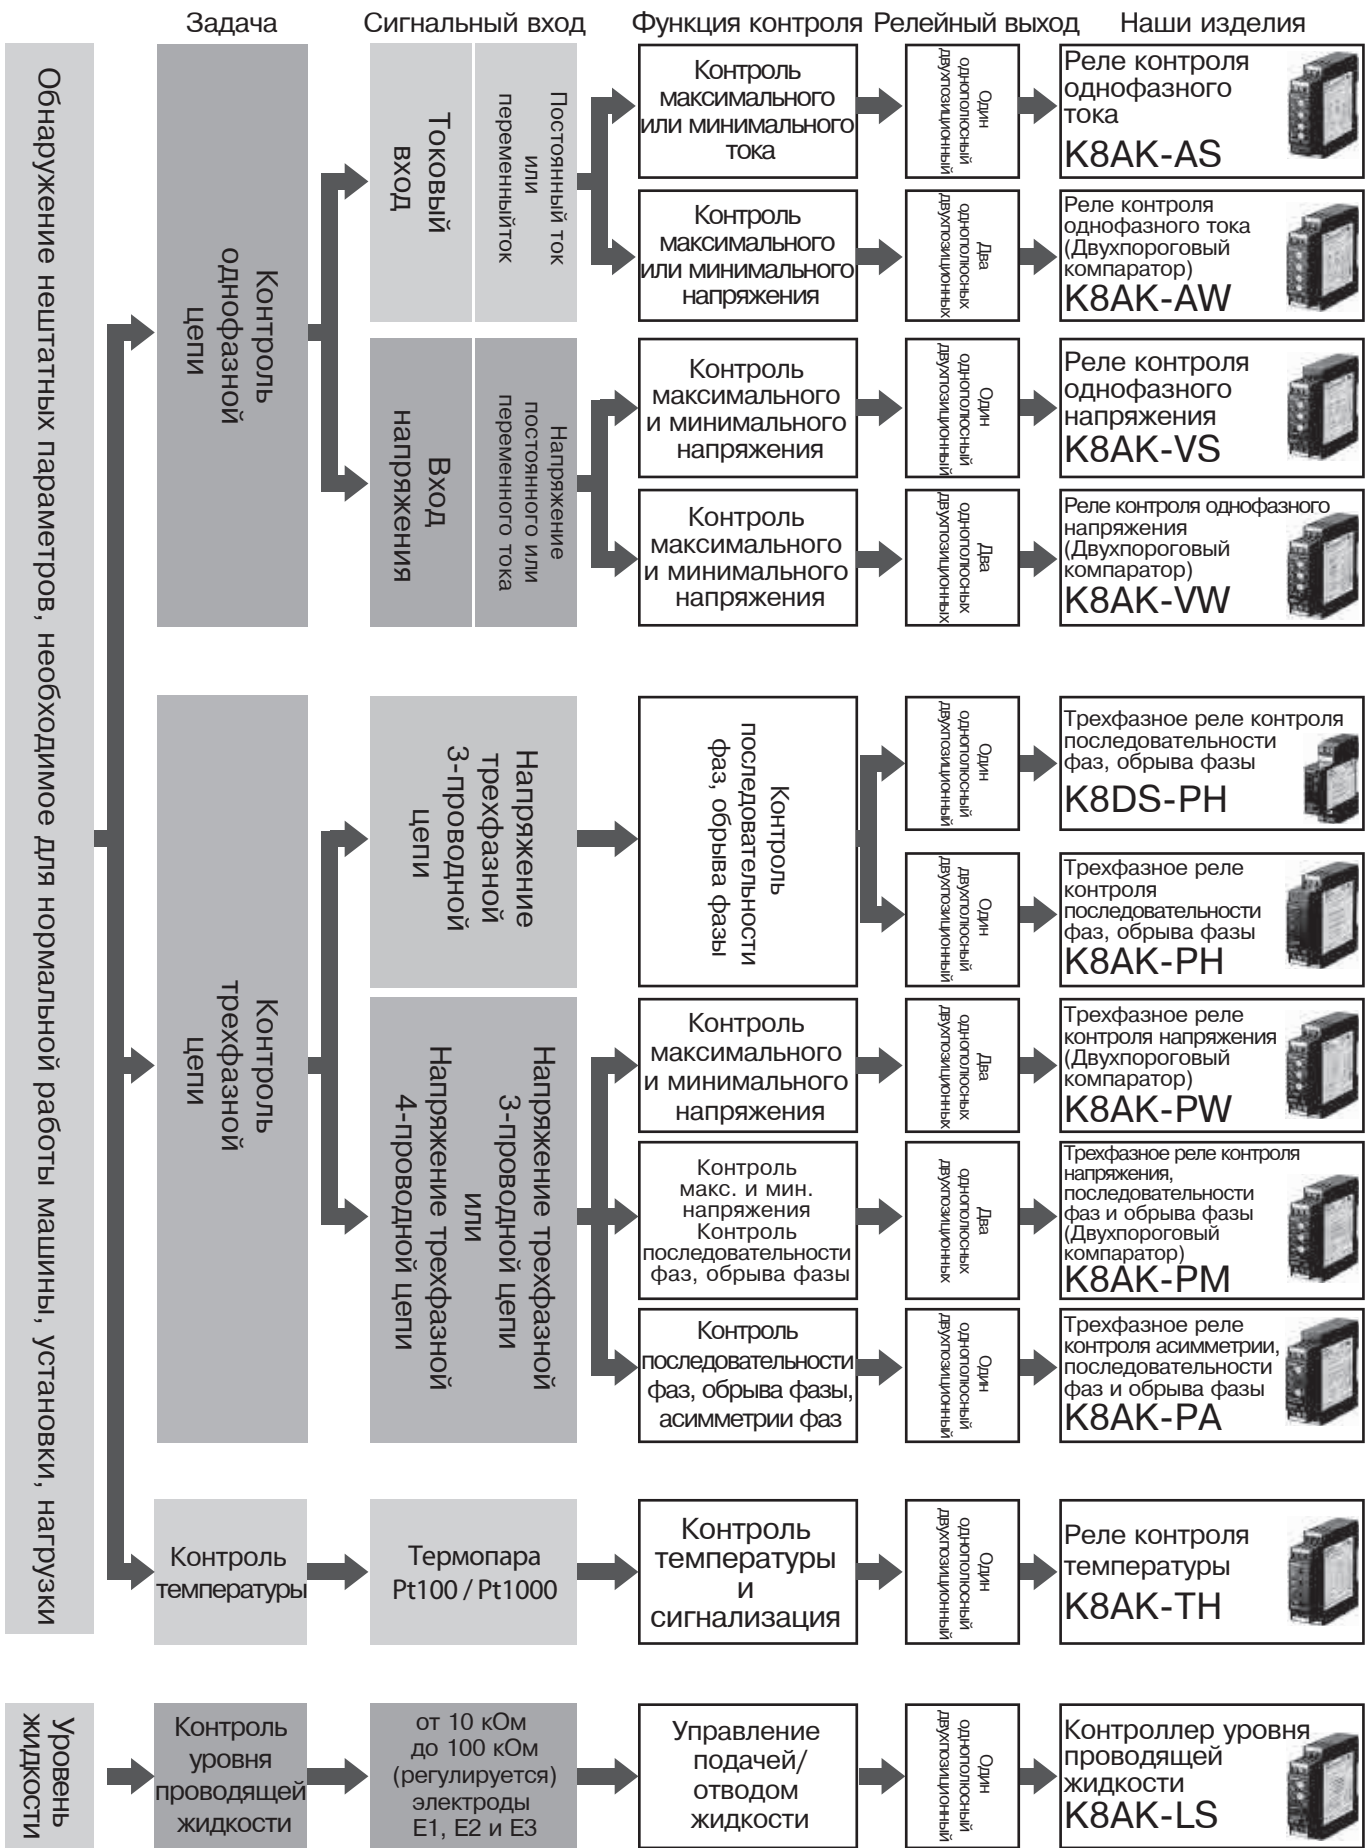 Задача
Сигнальный вход
Функция контроля
Релейный выход
Наши изделия
Обнаружение нештатных параметров, необходимое для нормальной работы машины, установки, нагрузки
Контроль
однофазной
цепи
Токовый
вход
Постоянный ток
или
переменныйток
Контроль
максимального
или минимального
тока
Один
однополюсный
двухпозиционный
Реле контроля
однофазного
тока
K8AK-AS
Контроль
максимального
или минимального
напряжения
Два
однополюсных
двухпозиционных
Реле контроля
однофазного тока
(Двухпороговый
компаратор)
K8AK-AW
Вход
напряжения
Напряжение
постоянного или
переменного тока
Контроль
максимального
и минимального
напряжения
Один
однополюсный
двухпозиционный
Реле контроля
однофазного
напряжения
K8AK-VS
Контроль
максимального
и минимального
напряжения
Два
однополюсных
двухпозиционных
Реле контроля однофазного
напряжения
(Двухпороговый
компаратор)
K8AK-VW
Контроль
трехфазной
цепи
Напряжение
трехфазной
3-проводной
цепи
Контроль
последовательности
фаз, обрыва фазы
Один
однополюсный
двухпозиционный
Трехфазное реле контроля
последовательности
фаз, обрыва фазы
K8DS-PH
Один
двухполюсный
двухпозиционный
Трехфазное реле
контроля
последовательности
фаз, обрыва фазы
K8AK-PH
Напряжение трехфазной
3-проводной цепи
или
Напряжение трехфазной
4-проводной цепи
Контроль
максимального
и минимального
напряжения
Два
однополюсных
двухпозиционных
Трехфазное реле
контроля напряжения
(Двухпороговый
компаратор)
K8AK-PW
Контроль
макс. и мин.
напряжения
Контроль
последовательности
фаз, обрыва фазы
Два
однополюсных
двухпозиционных
Трехфазное реле контроля
напряжения,
последовательности
фаз и обрыва фазы
(Двухпороговый
компаратор)
K8AK-PM
Контроль
последовательности
фаз, обрыва фазы,
асимметрии фаз
Один
однополюсный
двухпозиционный
Трехфазное реле
контроля асимметрии,
последовательности
фаз и обрыва фазы
K8AK-PA
Контроль
температуры
Термопара
Pt100 / Pt1000
Контроль
температуры
и
сигнализация
Один
однополюсный
двухпозиционный
Реле контроля
температуры
K8AK-TH
Уровень
жидкости
Контроль
уровня
проводящей
жидкости
от 10 кОм
до 100 кОм
(регулируется)
электроды
E1, E2 и E3
Управление
подачей/
отводом
жидкости
Один
однополюсный
двухпозиционный
Контроллер уровня
проводящей
жидкости
K8AK-LS